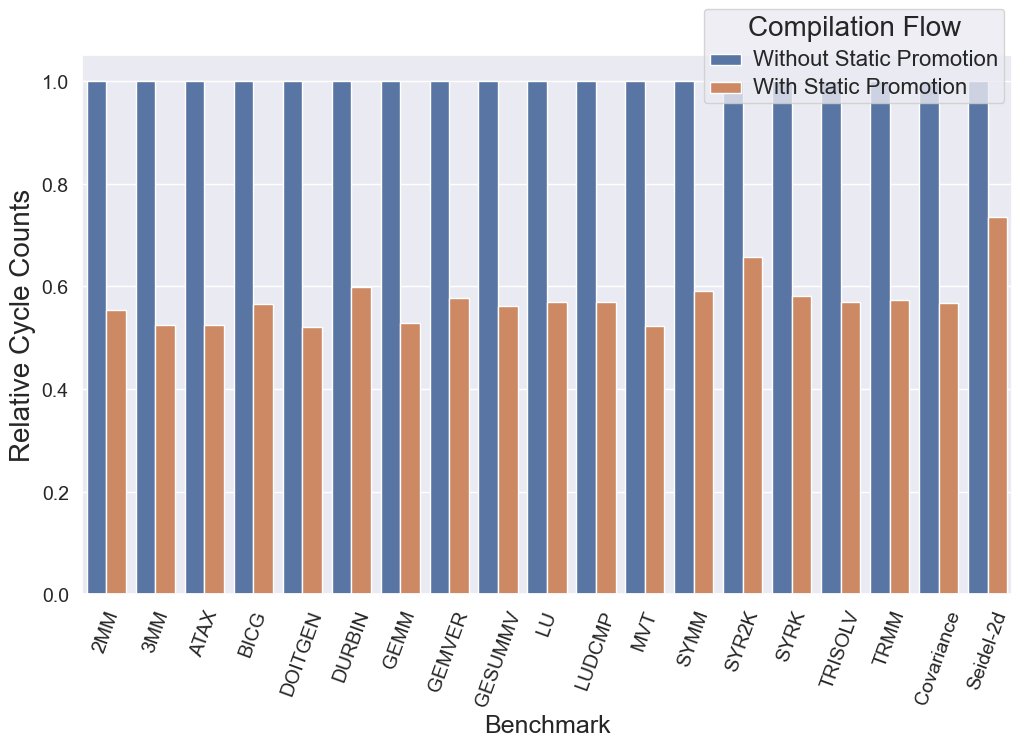 Compilation Flow
Without Static Promotion
With Static Promotion
Relative Cycle Counts
1.0
0.8
0.6
0.4
0.2
0.0
2MM
3MM
ATAX
BICG
DOITGEN
DURBIN
GEMM
GEMVER
GESUMMV
LU
LUDCMP
MVT
SYMM
SYR2K
SYRK
TRISOLV
TRMM
Covariance
Seidel-2d
Benchmark